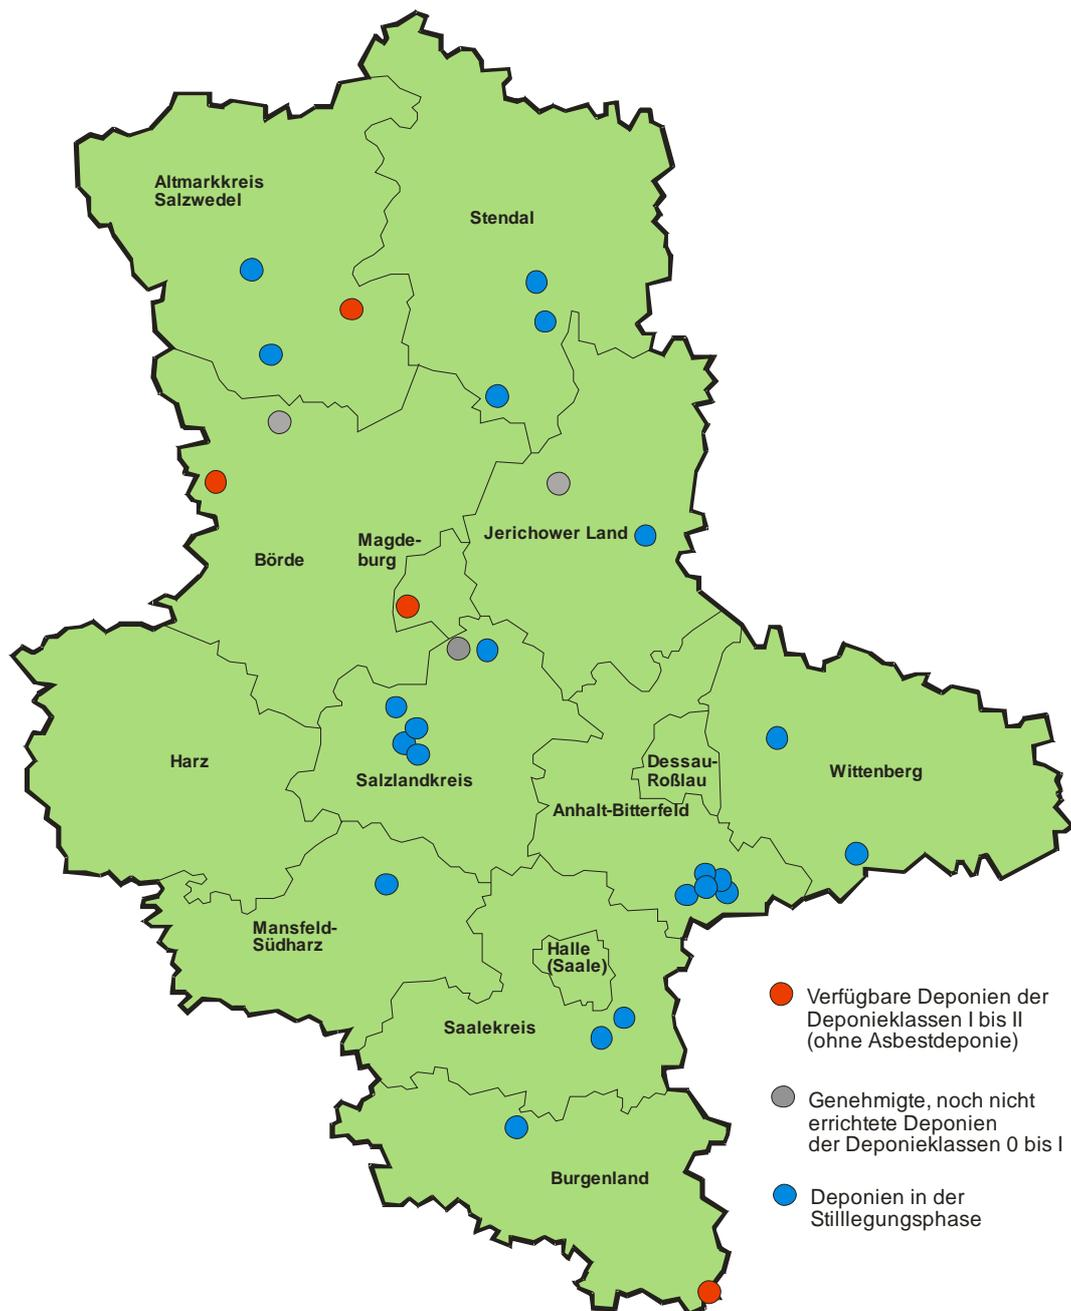 Altmarkkreis
Salzwedel
Stendal
Magde-
burg
Jerichower Land
Börde
Harz
Salzlandkreis
Dessau-
Roßlau
Wittenberg
Anhalt-Bitterfeld
Mansfeld-
Südharz
Halle
(Saale)
Saalekreis
Burgenland
Verfügbare Deponien der
Deponieklassen I bis II
(ohne Asbestdeponie)
Genehmigte, noch nicht
errichtete Deponien
der Deponieklassen 0 bis I
Deponien in der
Stilllegungsphase